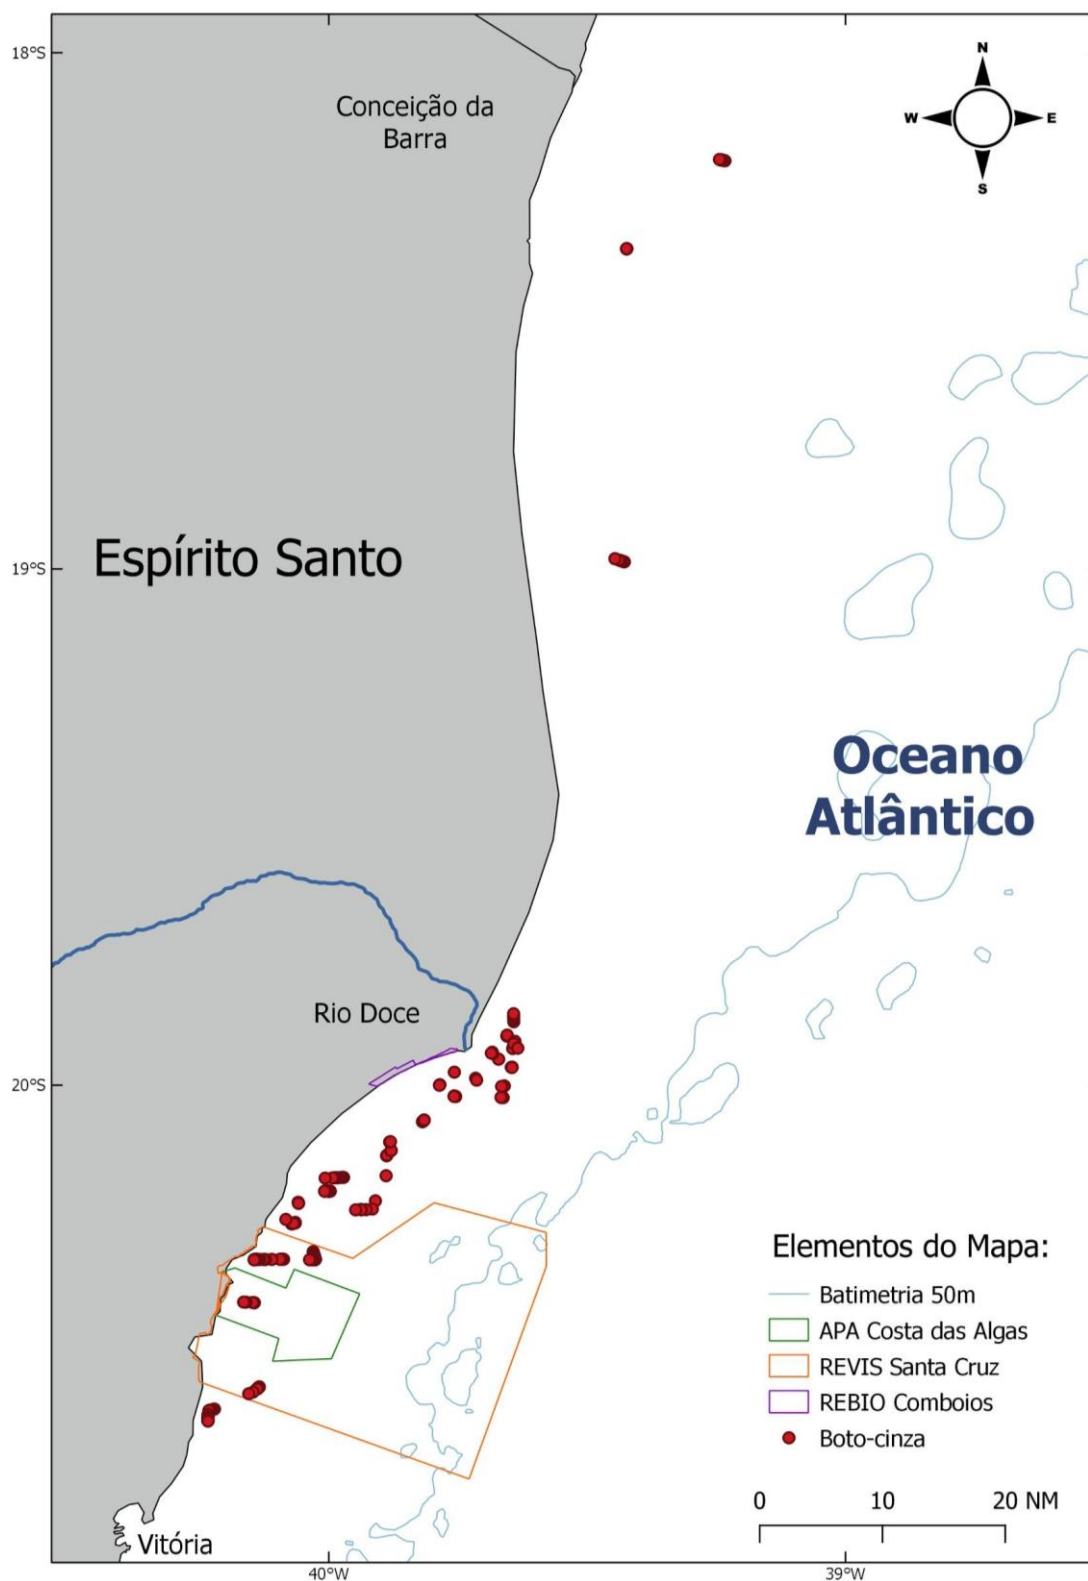 18°S
N
W
E
S
Conceição da
Barra
Espírito Santo
19°S
Oceano
Atlântico
Rio Doce
20°S
Elementos do Mapa:
Batimetria 50m
APA Costa das Algas
REVIS Santa Cruz
REBIO Comboios
Boto-cinza
0 10 20 NM
Vitória
40°W 39°W